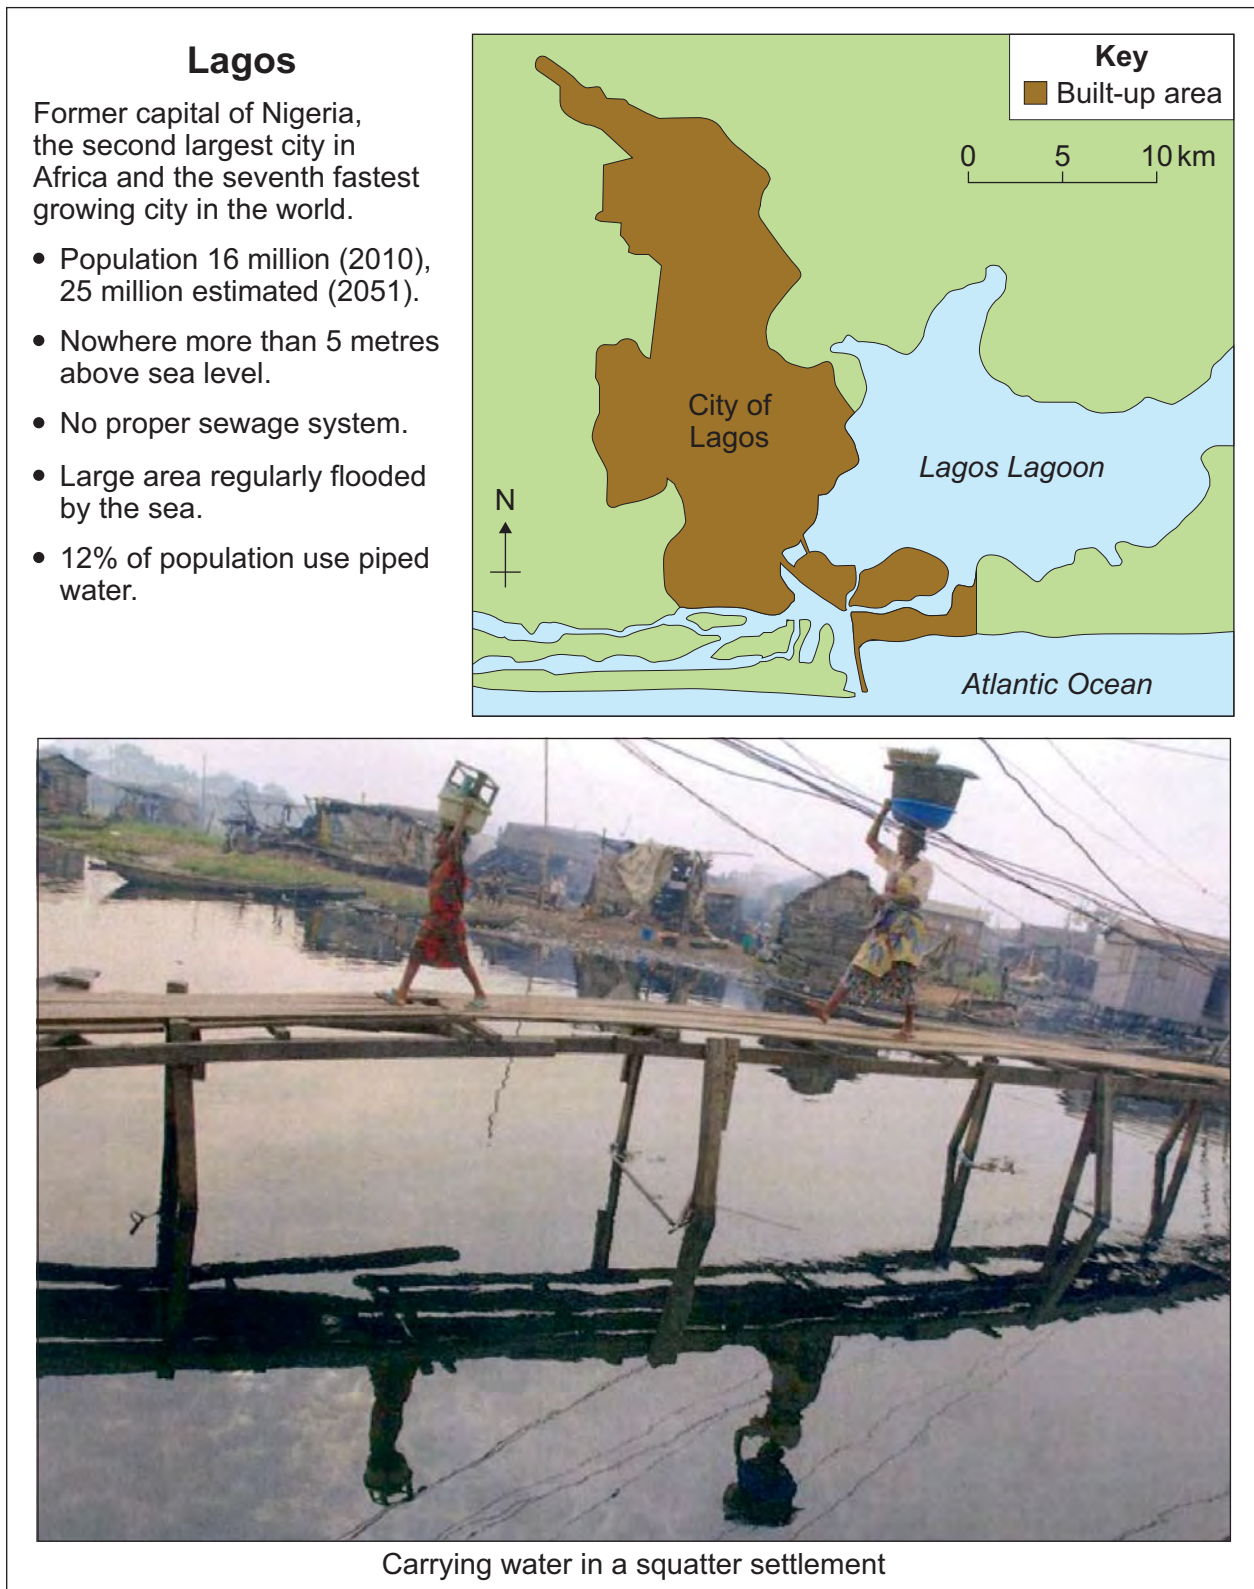 Lagos
Former capital of Nigeria,
the second largest city in
Africa and the seventh fastest
growing city in the world.
• Population 16 million (2010),
25 million estimated (2051).
• Nowhere more than 5 metres
above sea level.
• No proper sewage system.
• Large area regularly flooded
by the sea.
• 12% of population use piped
water.
Key
Built-up area
0 5 10 km
City of
Lagos
Lagos Lagoon
N
Atlantic Ocean
Carrying water in a squatter settlement